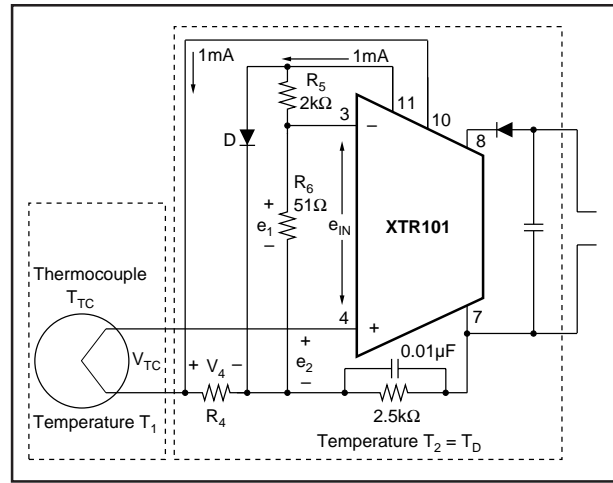 1mA
1mA
R5
2kΩ
11
10
3
−
8
D
+
R6
51Ω
e1
−
eIN
XTR101
Thermocouple
TTC
4
+
7
VTC
+
e2
−
0.01µF
+ V4 −
R4
2.5kΩ
Temperature T1
Temperature T2 = TD